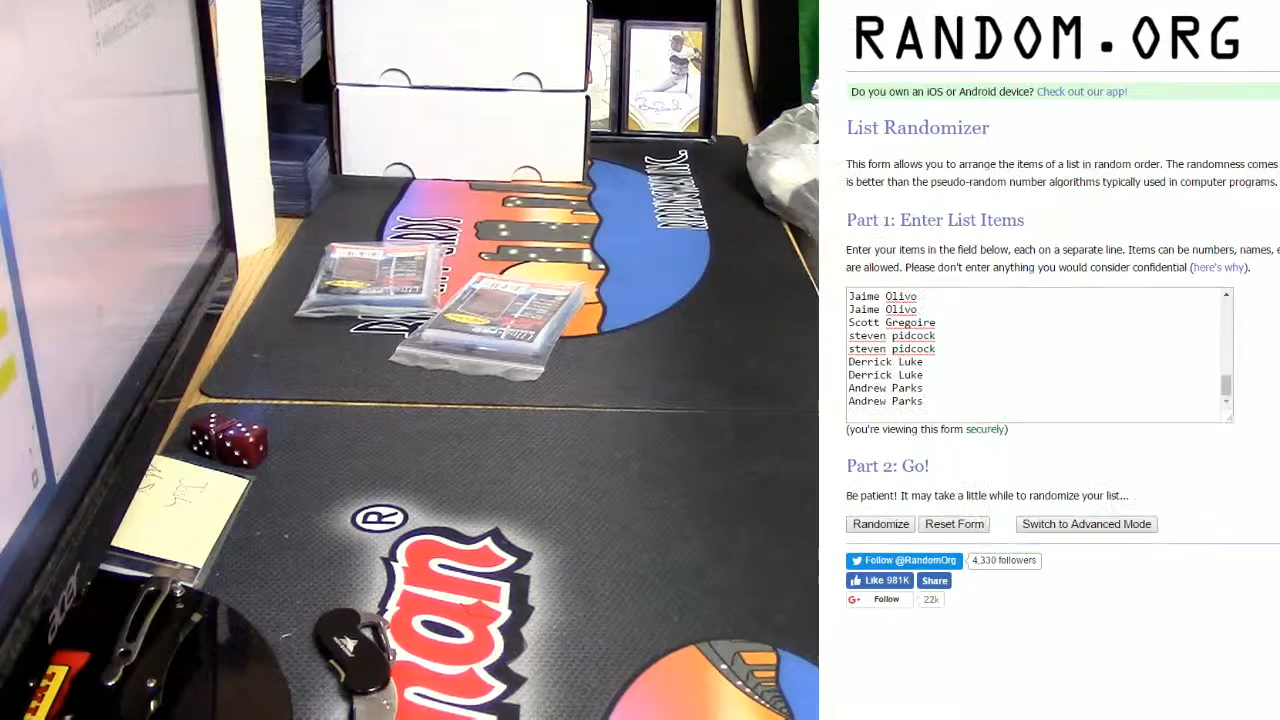 RANDOM.ORG
Do you own an iOS or Android device? Check out our app!
List Randomizer
This form allows you to arrange the items of a list in random order. The randomness comes
is better than the pseudo-random number algorithms typically used in computer programs.
Part 1: Enter List Items
Enter your items in the field below, each on a separate line. Items can be numbers, names, e
are allowed. Please don't enter anything you would consider confidential (here's why).
Jaime Olivo
Jaime Olivo
Scott Gregoire
steven pidcock
steven pidcock
Derrick Luke
Derrick Luke
Andrew Parks
Andrew Parks
(you're viewing this form securely)
Part 2: Go!
Be patient! It may take a little while to randomize your list...
Randomize Reset Form Switch to Advanced Mode
Follow @RandomOrg 4,330 followers
Like 981K Share
Follow 22k
acer
®